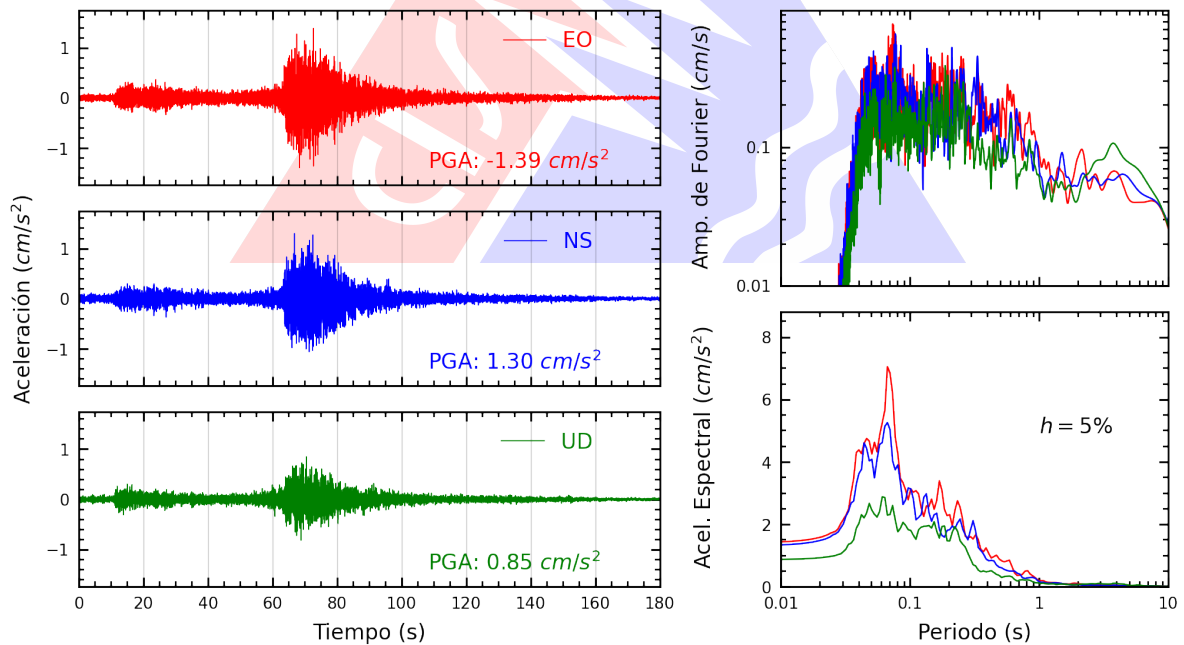 Aceleración (cm/s²)
1
0
−1
EO
PGA: -1.39 cm/s²
1
0
−1
NS
PGA: 1.30 cm/s²
1
0
−1
UD
PGA: 0.85 cm/s²
0 20 40 60 80 100 120 140 160 180
Tiempo (s)
Amp. de Fourier (cm/s)
0.1
0.01
Acel. Espectral (cm/s²)
8
6
4
2
0
h = 5%
0.01 0.1 1 10
Periodo (s)